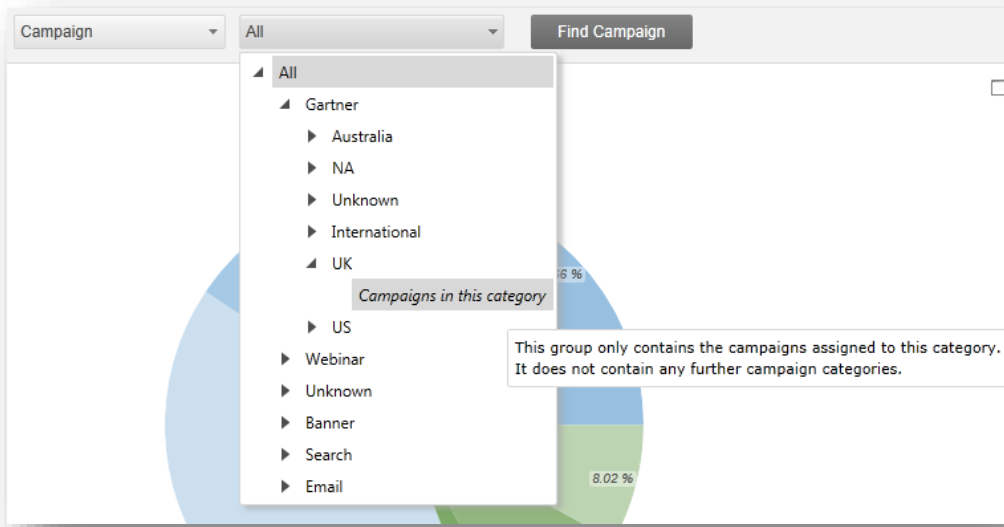 Campaign
All
Find Campaign
All
Gartner
Australia
NA
Unknown
International
UK
Campaigns in this category
US
Webinar
Unknown
Banner
Search
Email
This group only contains the campaigns assigned to this category.
It does not contain any further campaign categories.
8.02 %